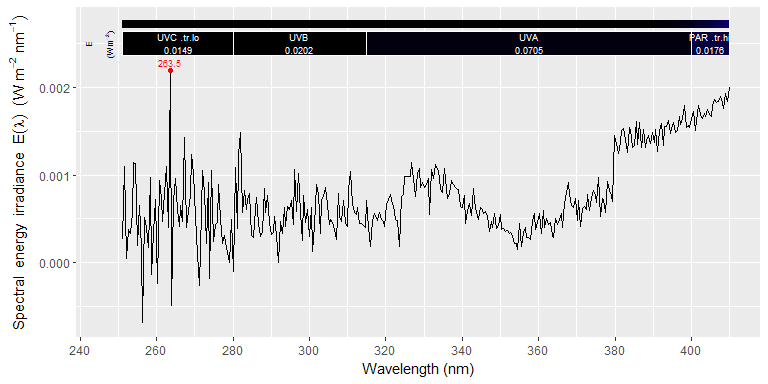 E
(W m⁻²)
UVC .tr.lo
UVB
UVA
PAR .tr.hi
0.0149
0.0202
0.0705
0.0176
263.5
Spectral energy irradiance E(λ) (W m⁻² nm⁻¹)
0.002
0.001
0.000
240
260
280
300
320
340
360
380
400
Wavelength (nm)